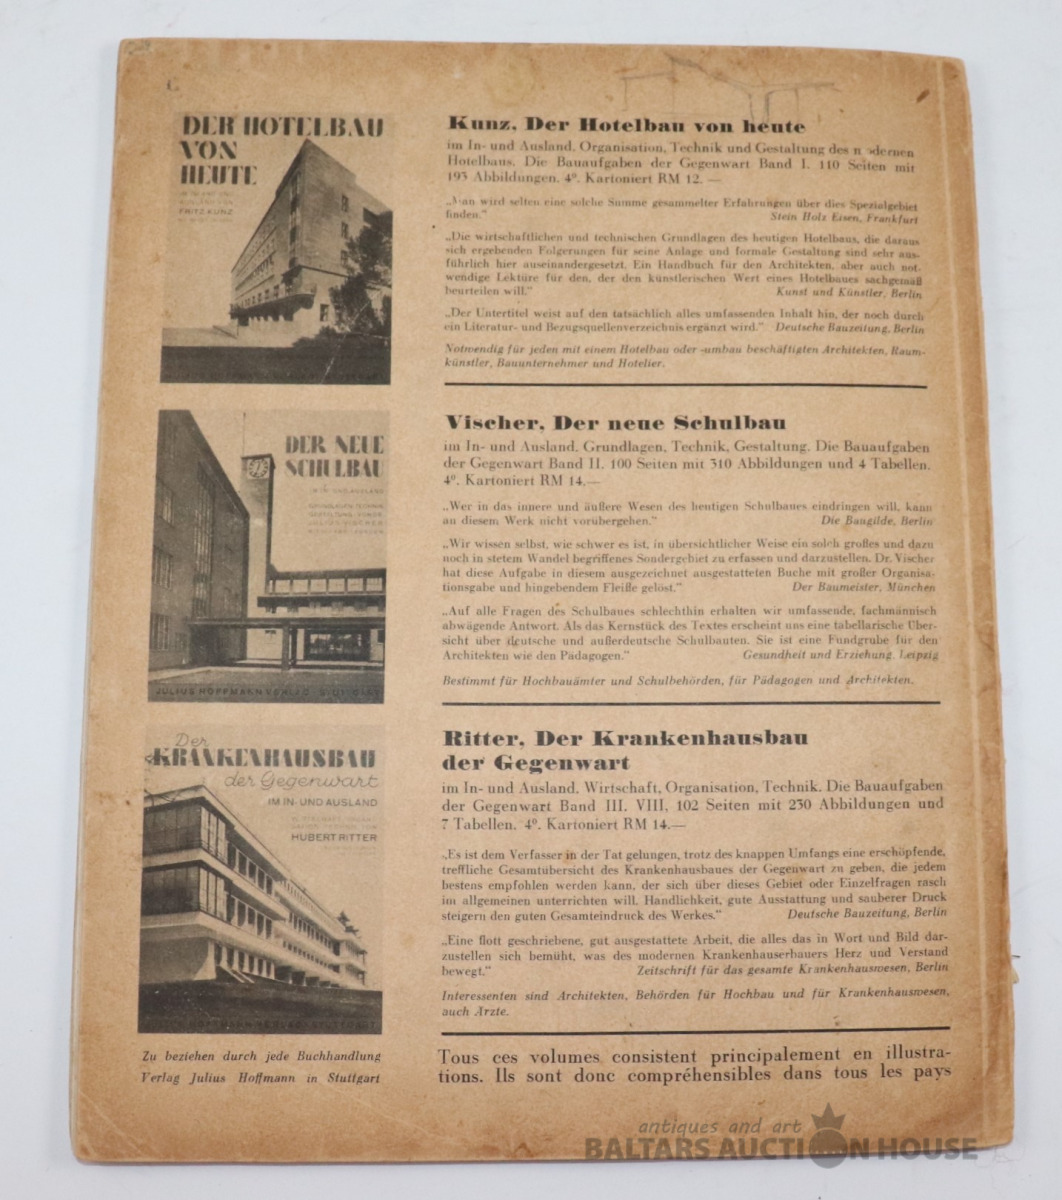 DER HOTELBAU
VON
HEUTE
FRITZ KUNZ
Kunz, Der Hotelbau von heute
im In- und Ausland. Organisation, Technik und Gestaltung des modernen
Hotelbaus. Die Bauaufgaben der Gegenwart Band I. 110 Seiten mit
193 Abbildungen. 4°. Kartoniert RM 12.—
„Man wird selten eine solche Summe gesammelter Erfahrungen über dies Spezialgebiet
finden.“ Stein Holz Eisen, Frankfurt
„Die wirtschaftlichen und technischen Grundlagen des heutigen Hotelbaus, die daraus
sich ergebenden Folgerungen für seine Anlage und formale Gestaltung sind sehr aus-
führlich hier auseinandergesetzt. Ein Handbuch für den Architekten, aber auch not-
wendige Lektüre für den, der den künstlerischen Wert eines Hotelbaues sachgemäß
beurteilen will.“ Kunst und Künstler, Berlin
„Der Untertitel weist auf den tatsächlich alles umfassenden Inhalt hin, der noch durch
ein Literatur- und Bezugsquellenverzeichnis ergänzt wird.“ Deutsche Bauzeitung, Berlin
Notwendig für jeden mit einem Hotelbau oder -umbau beschäftigten Architekten, Raum-
künstler, Bauunternehmer und Hotelier.
DER NEUE
SCHULBAU
IM IN- UND AUSLAND
JULIUS VISCHER
JULIUS HOFFMANN VERLAG STUTTGART
Vischer, Der neue Schulbau
im In- und Ausland. Grundlagen, Technik, Gestaltung. Die Bauaufgaben
der Gegenwart Band II. 100 Seiten mit 310 Abbildungen und 4 Tabellen.
4°. Kartoniert RM 14.—
„Wer in das innere und äußere Wesen des heutigen Schulbaues eindringen will, kann
an diesem Werk nicht vorübergehen.“ Die Baugilde, Berlin
„Wir wissen selbst, wie schwer es ist, in übersichtlicher Weise ein solch großes und dazu
noch in stetem Wandel begriffenes Sondergebiet zu erfassen und darzustellen. Dr. Vischer
hat diese Aufgabe in diesem ausgezeichnet ausgestatteten Buche mit großer Organisa-
tionsgabe und hingebendem Fleiße gelöst.“ Der Baumeister, München
„Auf alle Fragen des Schulbaues schlechthin erhalten wir umfassende, fachmännisch
abwägende Antwort. Als das Kernstück des Textes erscheint uns eine tabellarische Über-
sicht über deutsche und außerdeutsche Schulbauten. Sie ist eine Fundgrube für den
Architekten wie den Pädagogen.“ Gesundheit und Erziehung, Leipzig
Bestimmt für Hochbauämter und Schulbehörden, für Pädagogen und Architekten.
Der
KRANKENHAUSBAU
der Gegenwart
IM IN- UND AUSLAND
HUBERT RITTER
HOFFMANN VERLAG STUTTGART
Ritter, Der Krankenhausbau
der Gegenwart
im In- und Ausland. Wirtschaft, Organisation, Technik. Die Bauaufgaben
der Gegenwart Band III. VIII, 102 Seiten mit 230 Abbildungen und
7 Tabellen. 4°. Kartoniert RM 14.—
„Es ist dem Verfasser in der Tat gelungen, trotz des knappen Umfangs eine erschöpfende,
treffliche Gesamtübersicht des Krankenhausbaues der Gegenwart zu geben, die jedem
bestens empfohlen werden kann, der sich über dieses Gebiet oder Einzelfragen rasch
im allgemeinen unterrichten will. Handlichkeit, gute Ausstattung und sauberer Druck
steigern den guten Gesamteindruck des Werkes.“ Deutsche Bauzeitung, Berlin
„Eine flott geschriebene, gut ausgestattete Arbeit, die alles das in Wort und Bild dar-
zustellen sich bemüht, was des modernen Krankenhauserbauers Herz und Verstand
bewegt.“ Zeitschrift für das gesamte Krankenhauswesen, Berlin
Interessenten sind Architekten, Behörden für Hochbau und für Krankenhauswesen,
auch Ärzte.
Zu beziehen durch jede Buchhandlung
Verlag Julius Hoffmann in Stuttgart
Tous ces volumes consistent principalement en illustra-
tions. Ils sont donc compréhensibles dans tous les pays
antiques and art
BALTARS AUCTION HOUSE